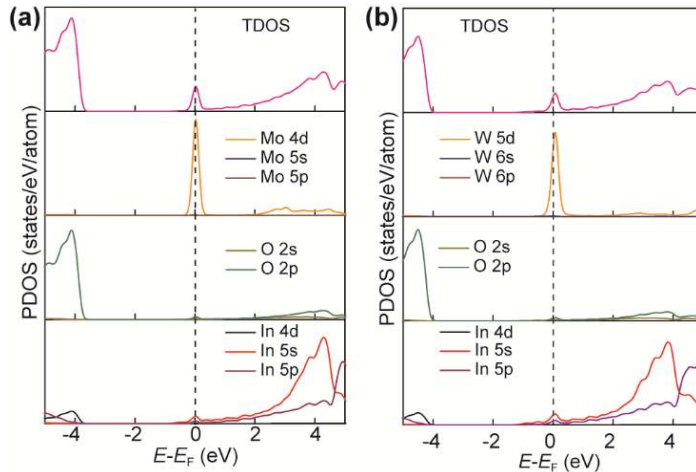 (a)
TDOS
Mo 4d
Mo 5s
Mo 5p
O 2s
O 2p
In 4d
In 5s
In 5p
PDOS (states/eV/atom)
-4 -2 0 2 4
E-EF (eV)
(b)
TDOS
W 5d
W 6s
W 6p
O 2s
O 2p
In 4d
In 5s
In 5p
PDOS (states/eV/atom)
-4 -2 0 2 4
E-EF (eV)